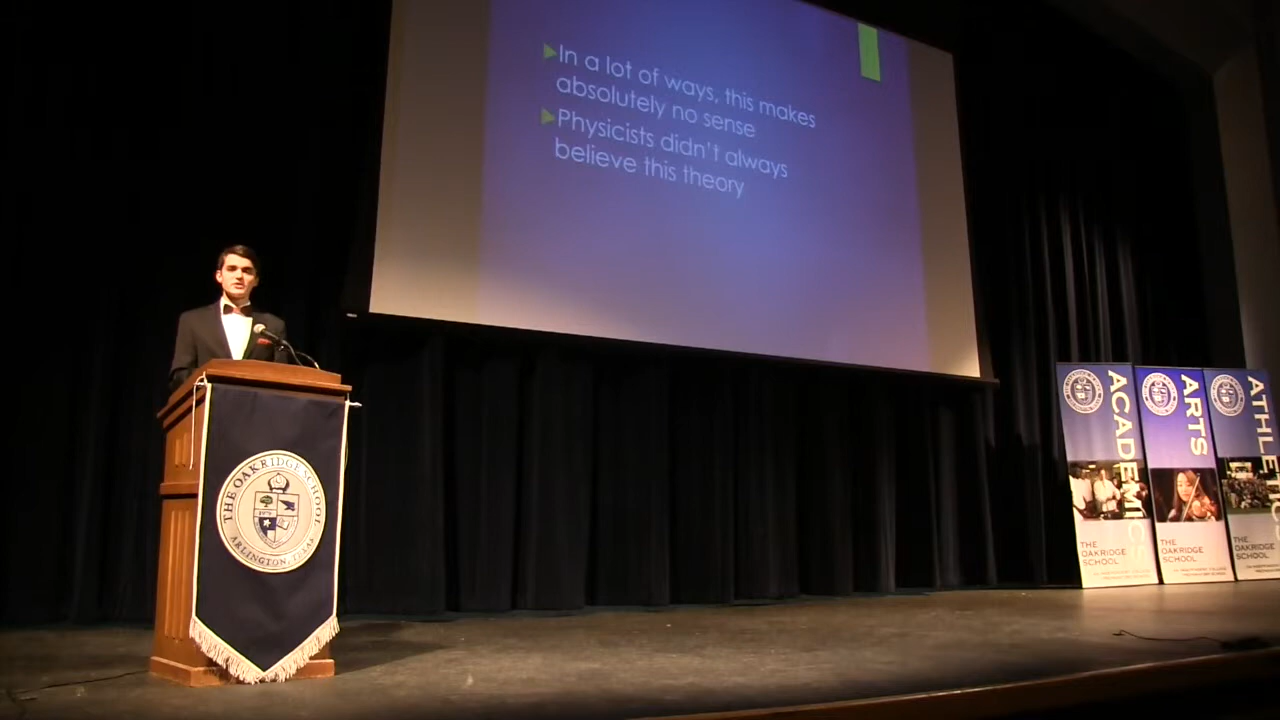 In a lot of ways, this makes
absolutely no sense
Physicists didn't always
believe this theory
THE OAKRIDGE SCHOOL
ARLINGTON, TEXAS
ACADEMICS
THE
OAKRIDGE
SCHOOL
ARTS
THE
OAKRIDGE
SCHOOL
THE
OAKRIDGE
SCHOOL